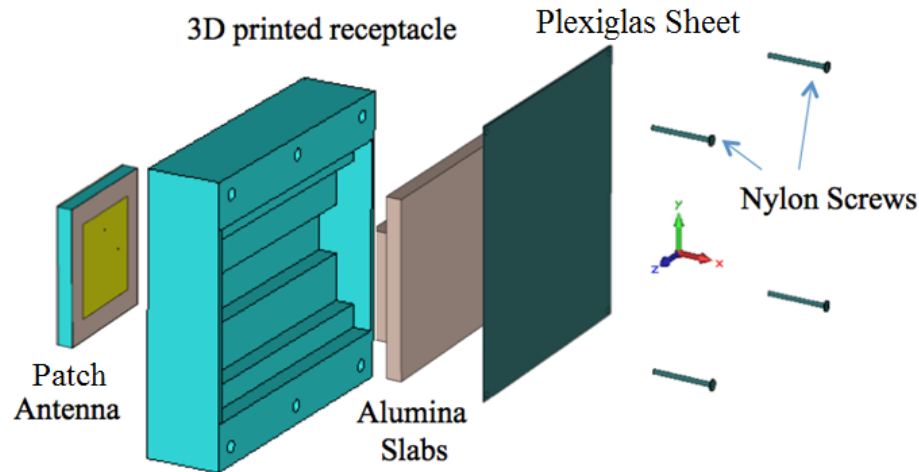 3D printed receptacle
Plexiglas Sheet
Nylon Screws
y
x
z
Patch
Antenna
Alumina
Slabs